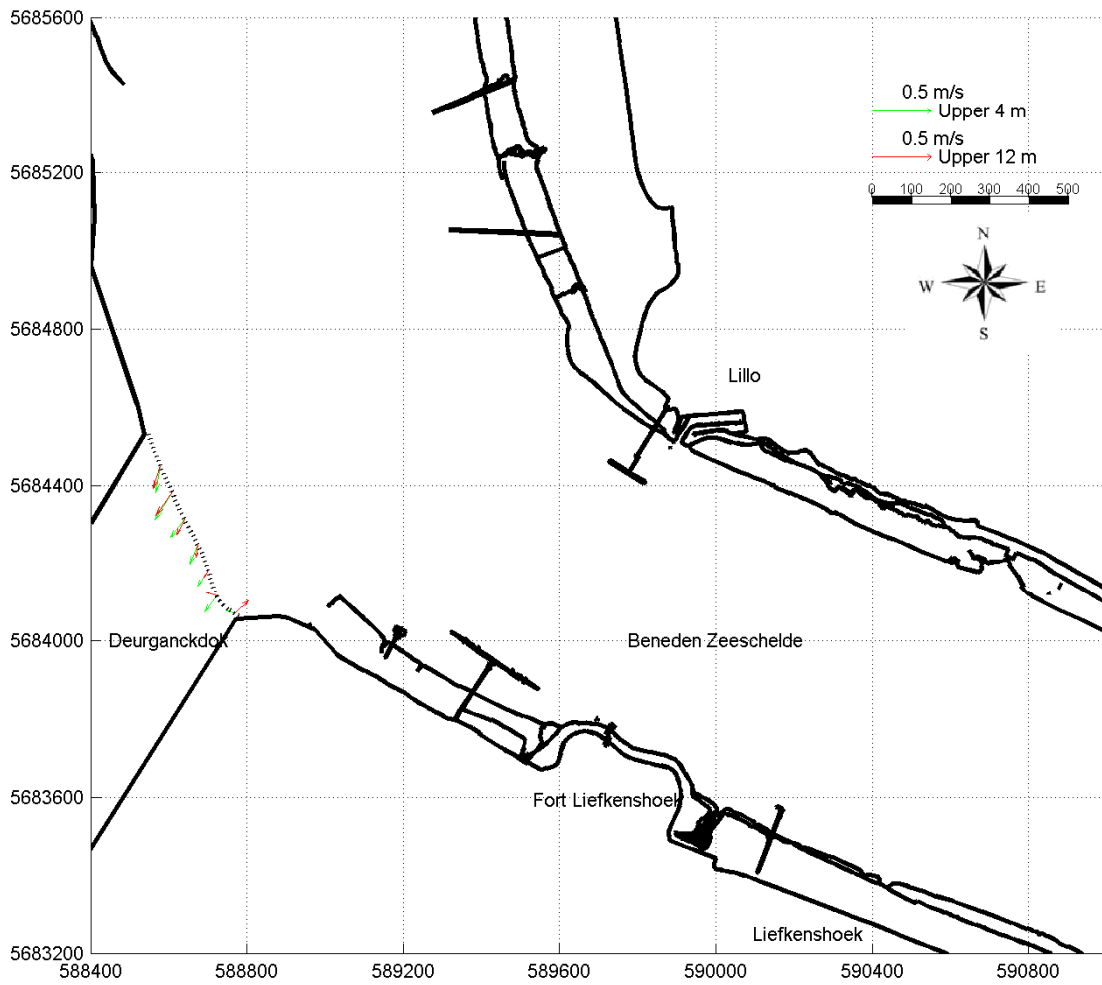 5685600
5685200
5684800
5684400
5684000
5683600
5683200
588400 588800 589200 589600 590000 590400 590800
0.5 m/s
Upper 4 m
0.5 m/s
Upper 12 m
0 100 200 300 400 500
N
W E
S
Lillo
Deurganckdok
Beneden Zeeschelde
Fort Liefkenshoek
Liefkenshoek